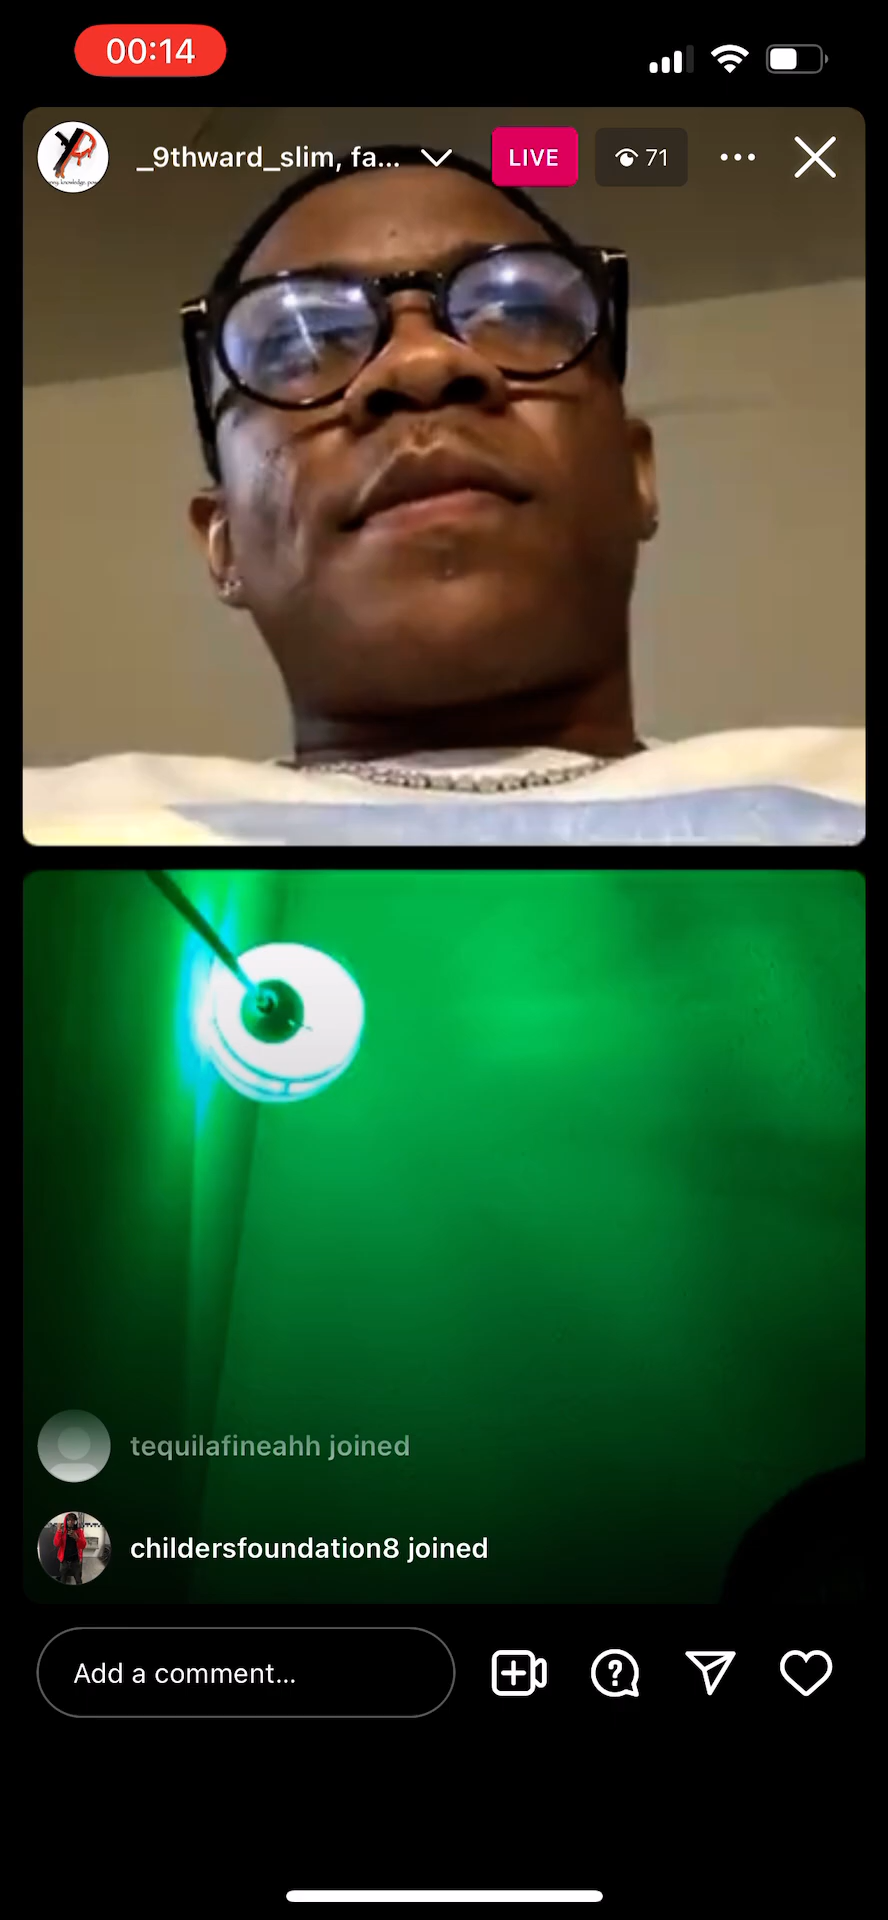 00:14
_9thward_slim, fa...
LIVE
71
tequilafineahh joined
childersfoundation8 joined
Add a comment...